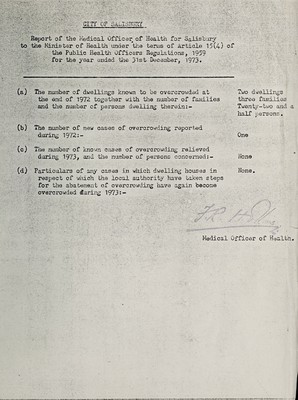 CITY OF SALISBURY
Report of the Medical Officer of Health for Salisbury
to the Minister of Health under the terms of Article 15(4) of
the Public Health Officers Regulations, 1959
for the year ended the 31st December, 1973.
(a) The number of dwellings known to be overcrowded at
the end of 1972 together with the number of families
and the number of persons dwelling therein:-
Two dwellings
three families
Twenty-two and a
half persons.
(b) The number of new cases of overcrowding reported
during 1972:-
One
(c) The number of known cases of overcrowding relieved
during 1973, and the number of persons concerned:-
None
(d) Particulars of any cases in which dwelling houses in
respect of which the local authority have taken steps
for the abatement of overcrowding have again become
overcrowded during 1973:-
None.
Medical Officer of Health.